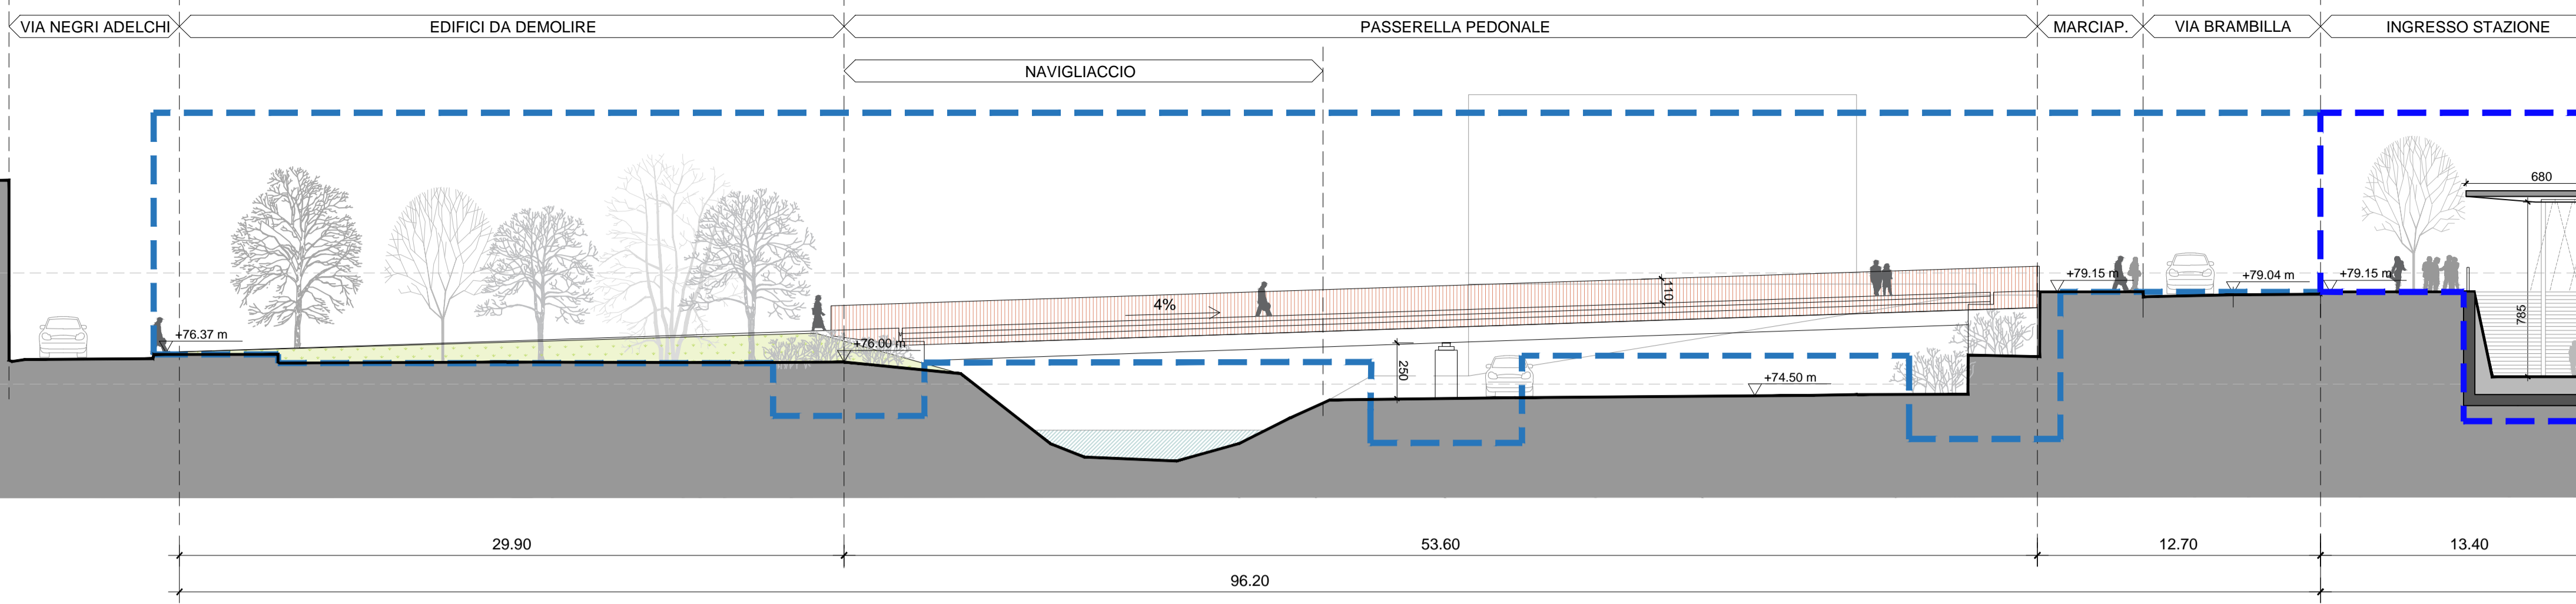 VIA NEGRI ADELCHI
EDIFICI DA DEMOLIRE
PASSERELLA PEDONALE
MARCIAP.
VIA BRAMBILLA
INGRESSO STAZIONE
NAVIGLIACCIO
680
+79.15 m
+79.04 m
+79.15 m
110
4%
785
+76.37 m
+76.00 m
250
+74.50 m
29.90
53.60
12.70
13.40
96.20